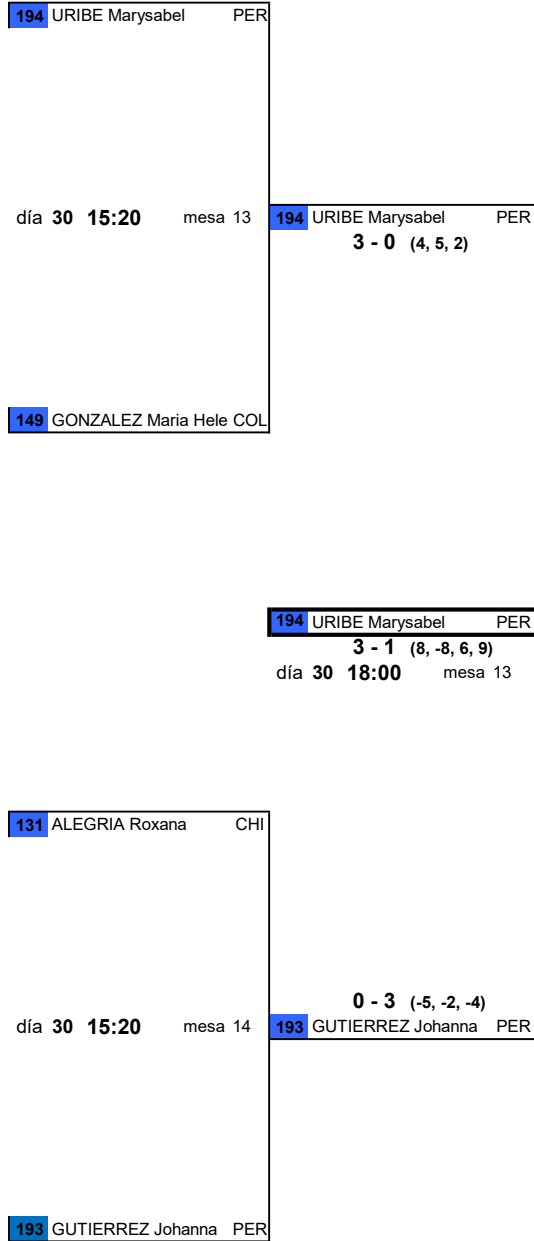 194 URIBE Marysabel PER
día 30 15:20 mesa 13
194 URIBE Marysabel PER
3 - 0 (4, 5, 2)
149 GONZALEZ Maria Hele COL
194 URIBE Marysabel PER
3 - 1 (8, -8, 6, 9)
día 30 18:00 mesa 13
131 ALEGRIA Roxana CHI
día 30 15:20 mesa 14
0 - 3 (-5, -2, -4)
193 GUTIERREZ Johanna PER
193 GUTIERREZ Johanna PER